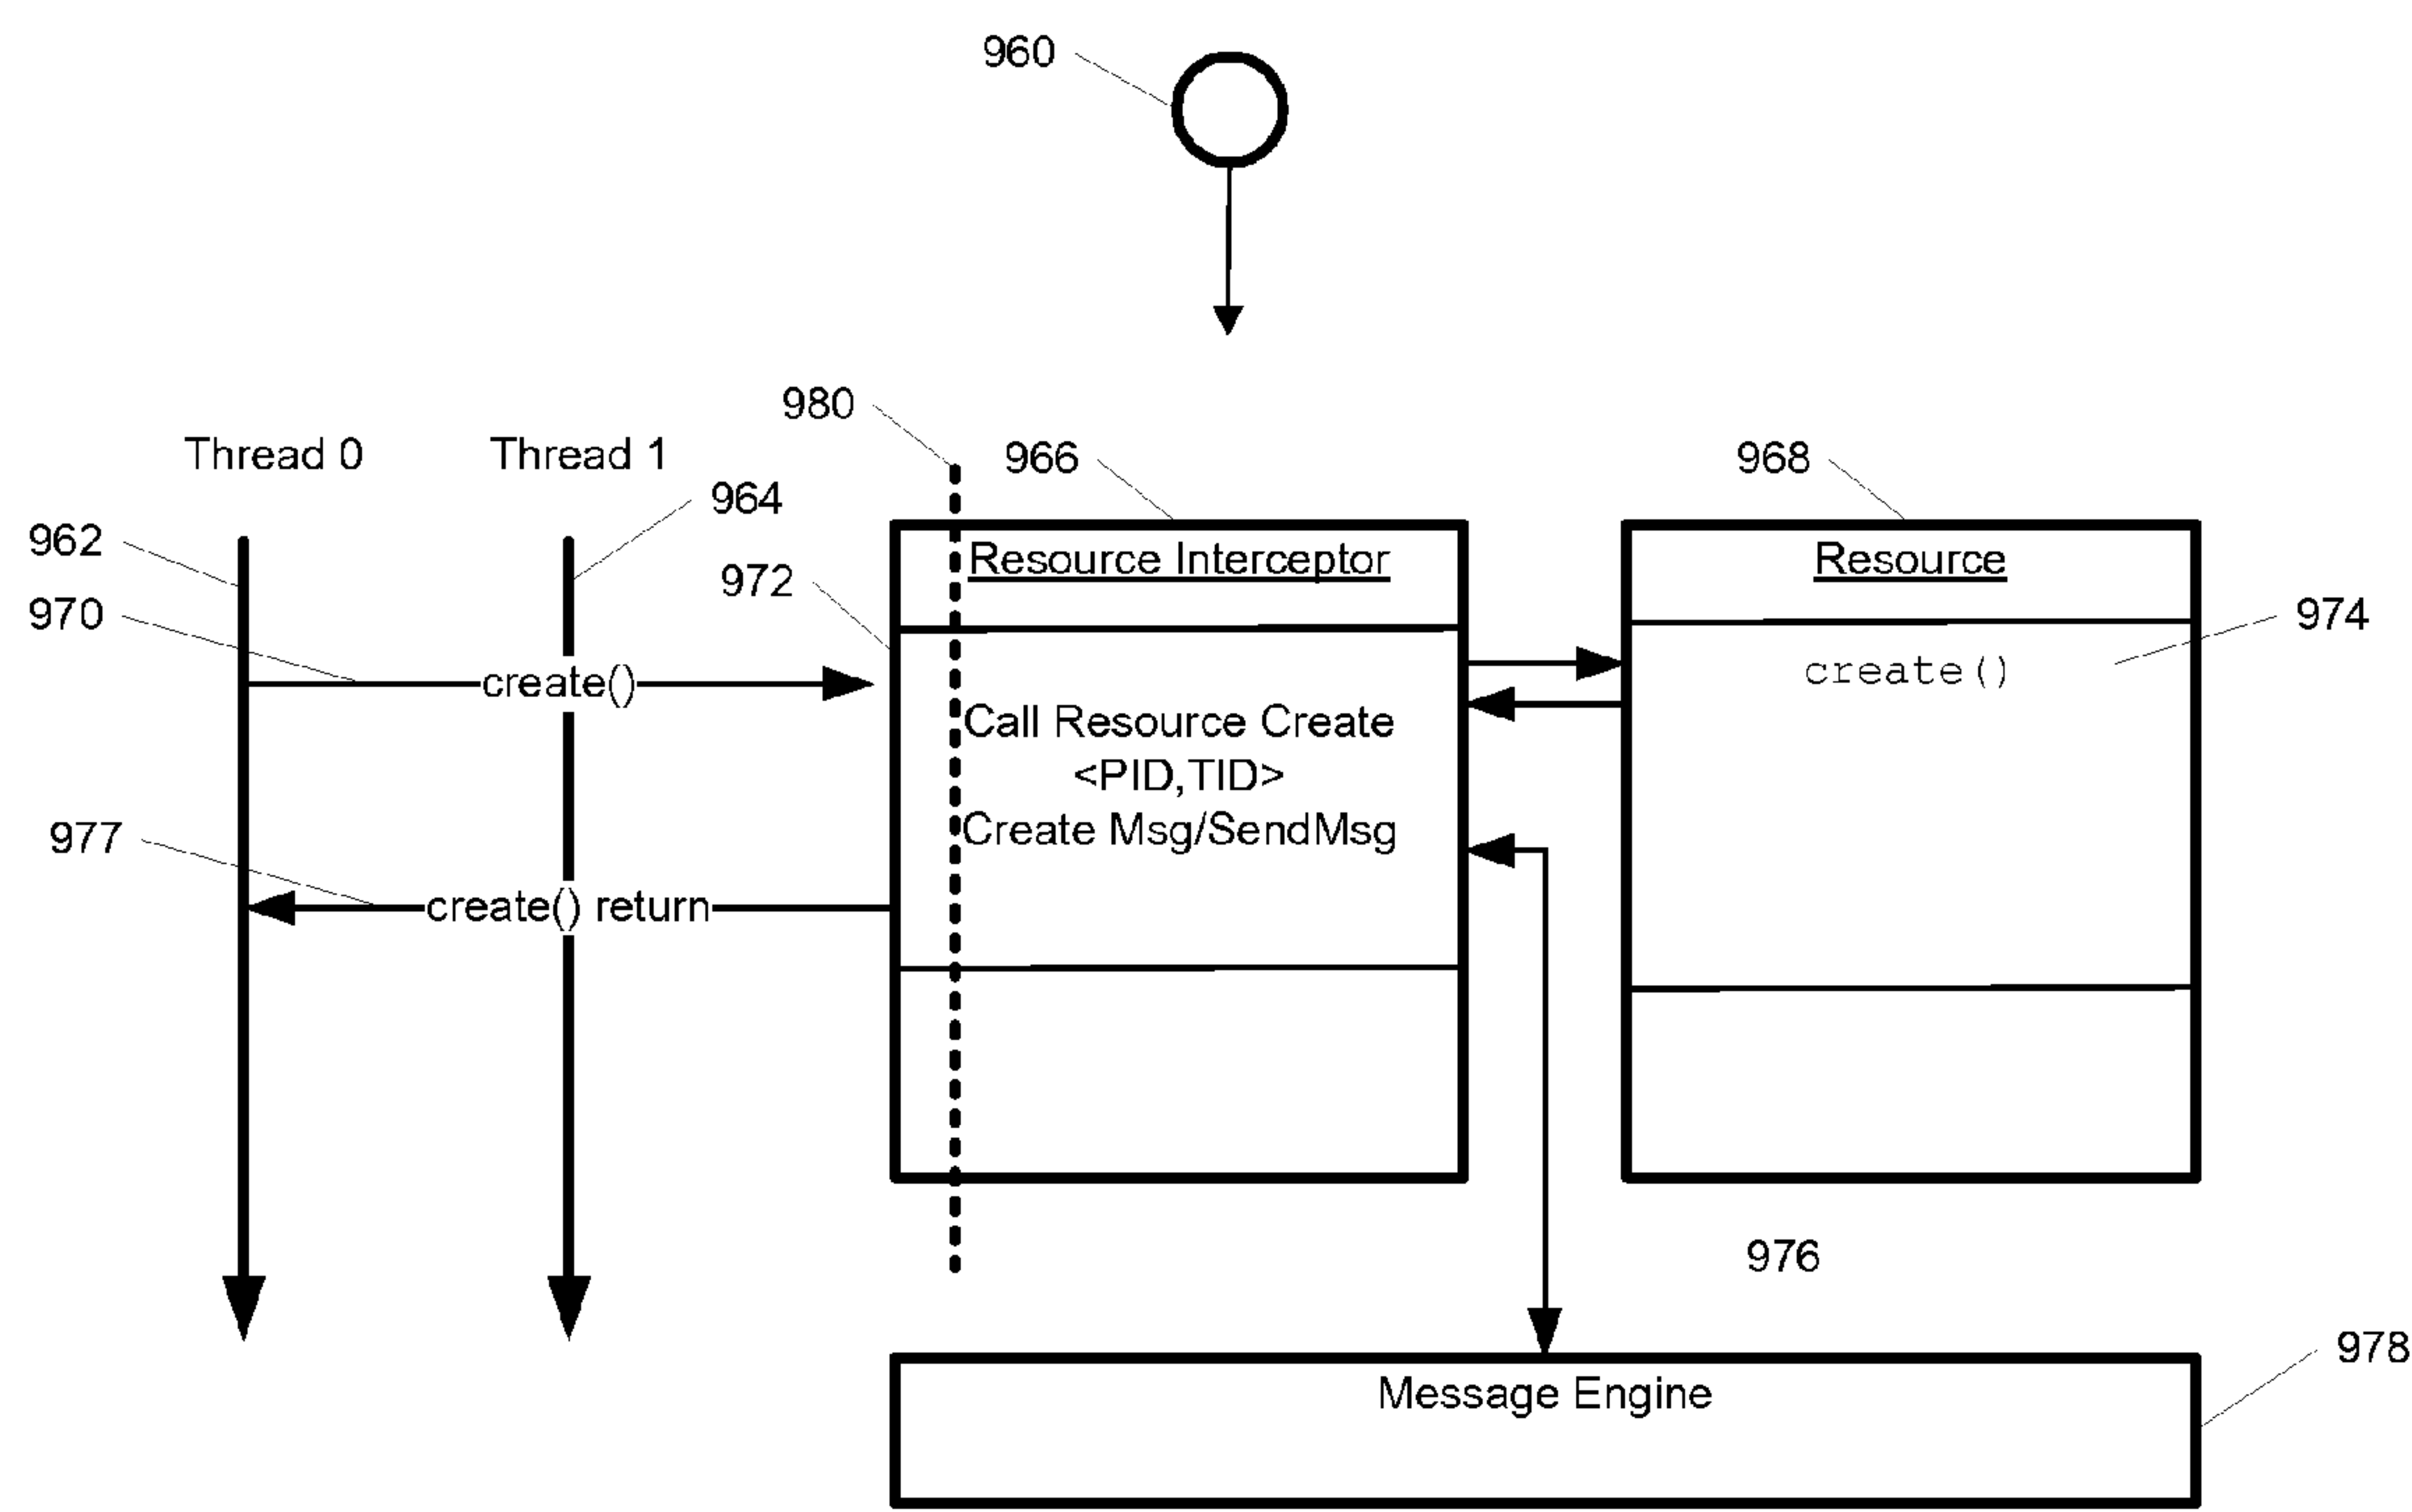 960
980
Thread 0
Thread 1
966
968
964
962
Resource Interceptor
Resource
972
970
974
create()
create()
Call Resource Create
<PID,TID>
Create Msg/SendMsg
977
create() return
976
978
Message Engine